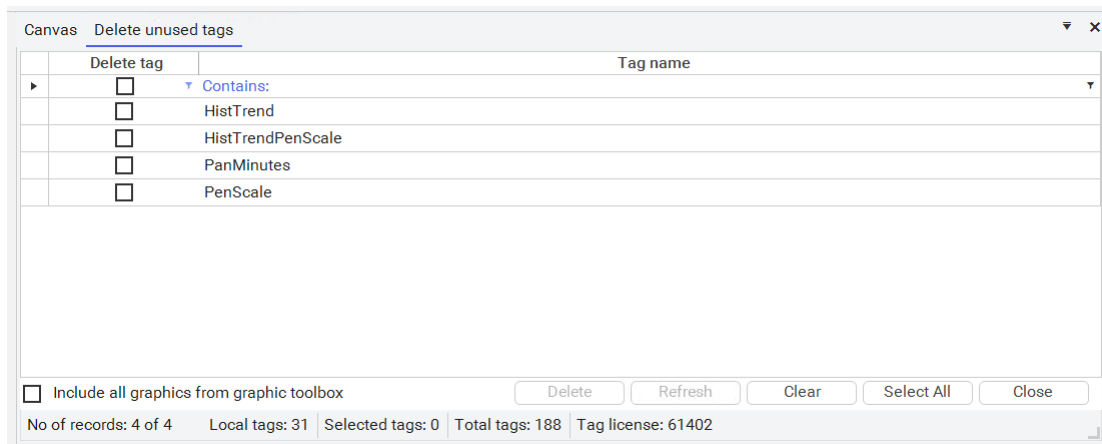 Canvas Delete unused tags
Delete tag Tag name
Contains:
HistTrend
HistTrendPenScale
PanMinutes
PenScale
Include all graphics from graphic toolbox Delete Refresh Clear Select All Close
No of records: 4 of 4 Local tags: 31 Selected tags: 0 Total tags: 188 Tag license: 61402